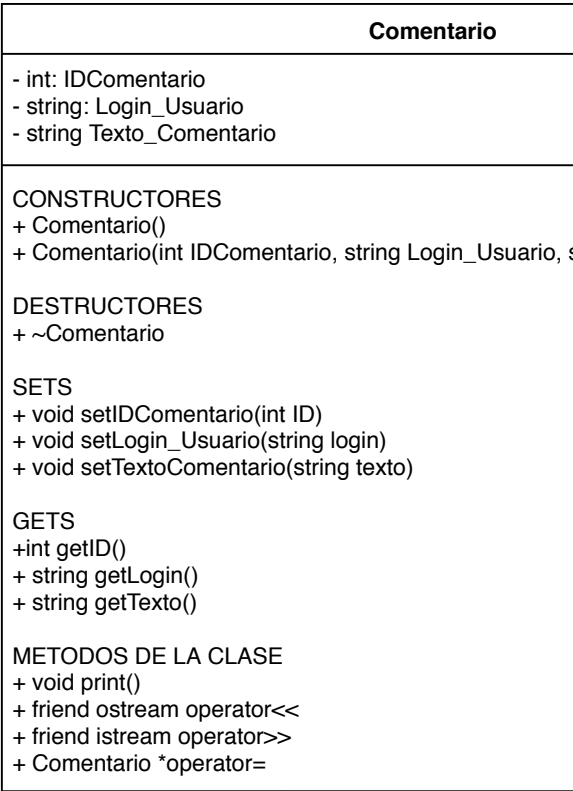 Comentario
- int: IDComentario
- string: Login_Usuario
- string Texto_Comentario
CONSTRUCTORES
+ Comentario()
+ Comentario(int IDComentario, string Login_Usuario, s
DESTRUCTORES
+ ~Comentario
SETS
+ void setIDComentario(int ID)
+ void setLogin_Usuario(string login)
+ void setTextoComentario(string texto)
GETS
+int getID()
+ string getLogin()
+ string getTexto()
METODOS DE LA CLASE
+ void print()
+ friend ostream operator<<
+ friend istream operator>>
+ Comentario *operator=